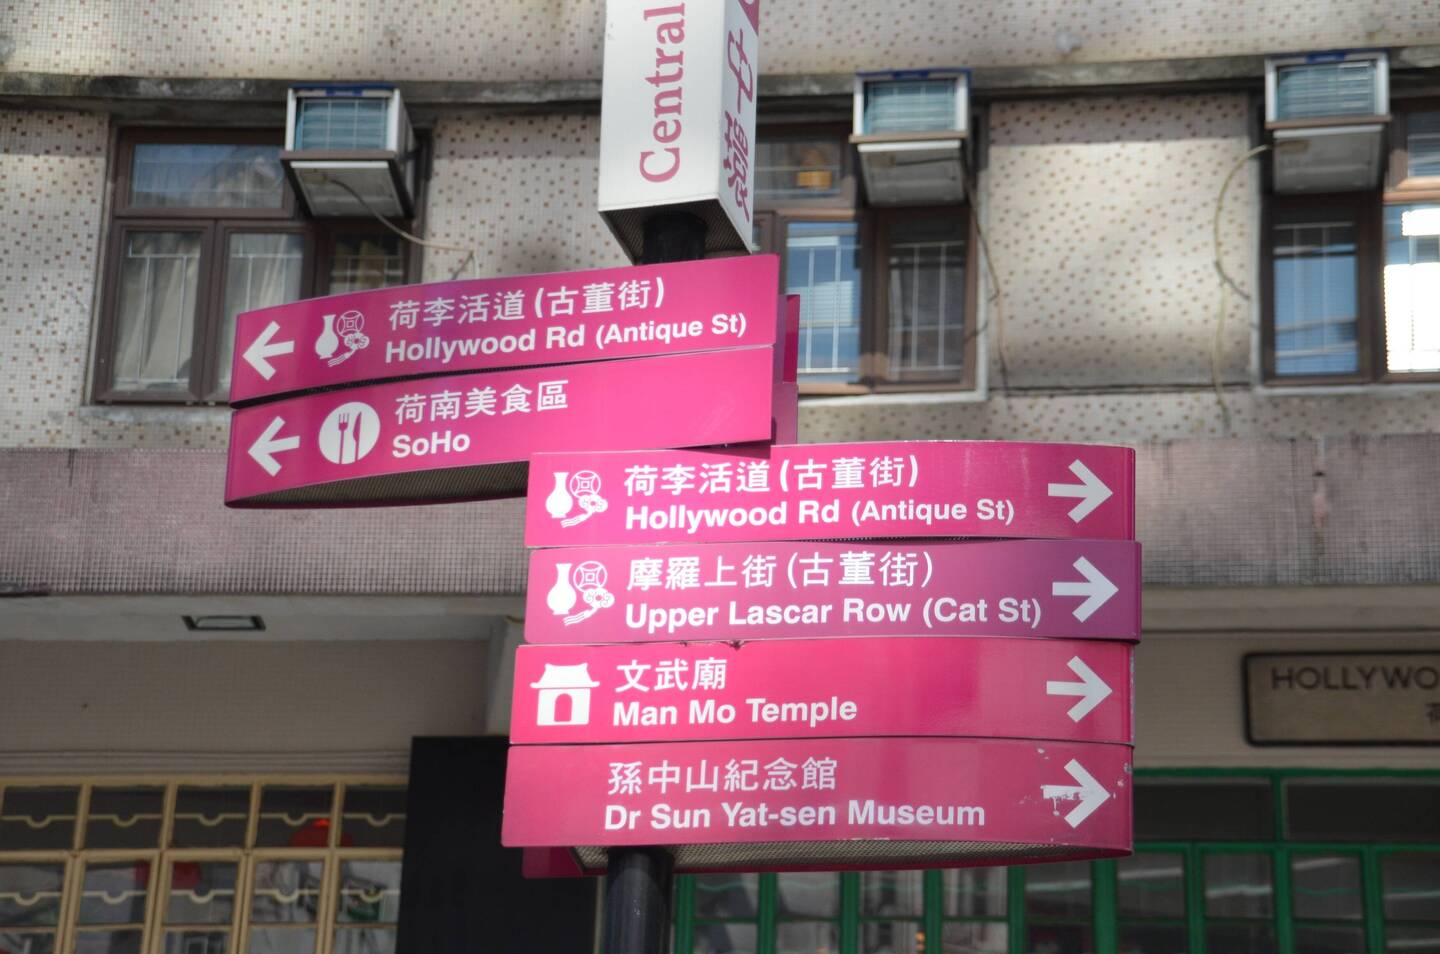 Central
中環
荷李活道(古董街)
Hollywood Rd (Antique St)
荷南美食區
SoHo
荷李活道(古董街)
Hollywood Rd (Antique St)
摩羅上街(古董街)
Upper Lascar Row (Cat St)
文武廟
Man Mo Temple
孫中山紀念館
Dr Sun Yat-sen Museum